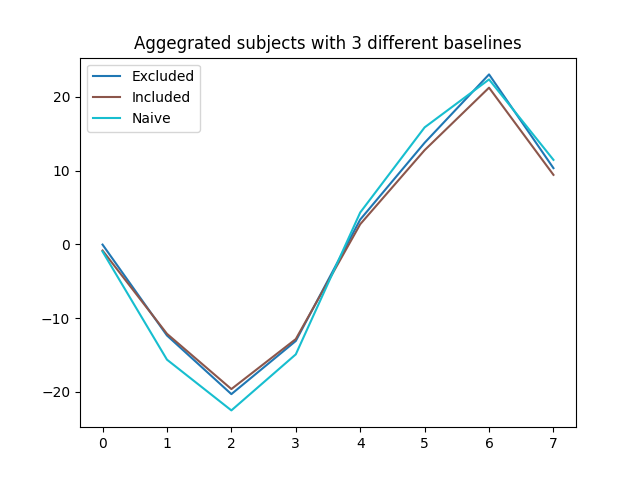 Aggegrated subjects with 3 different baselines
Excluded
Included
Naive
20
10
0
−10
−20
0 1 2 3 4 5 6 7